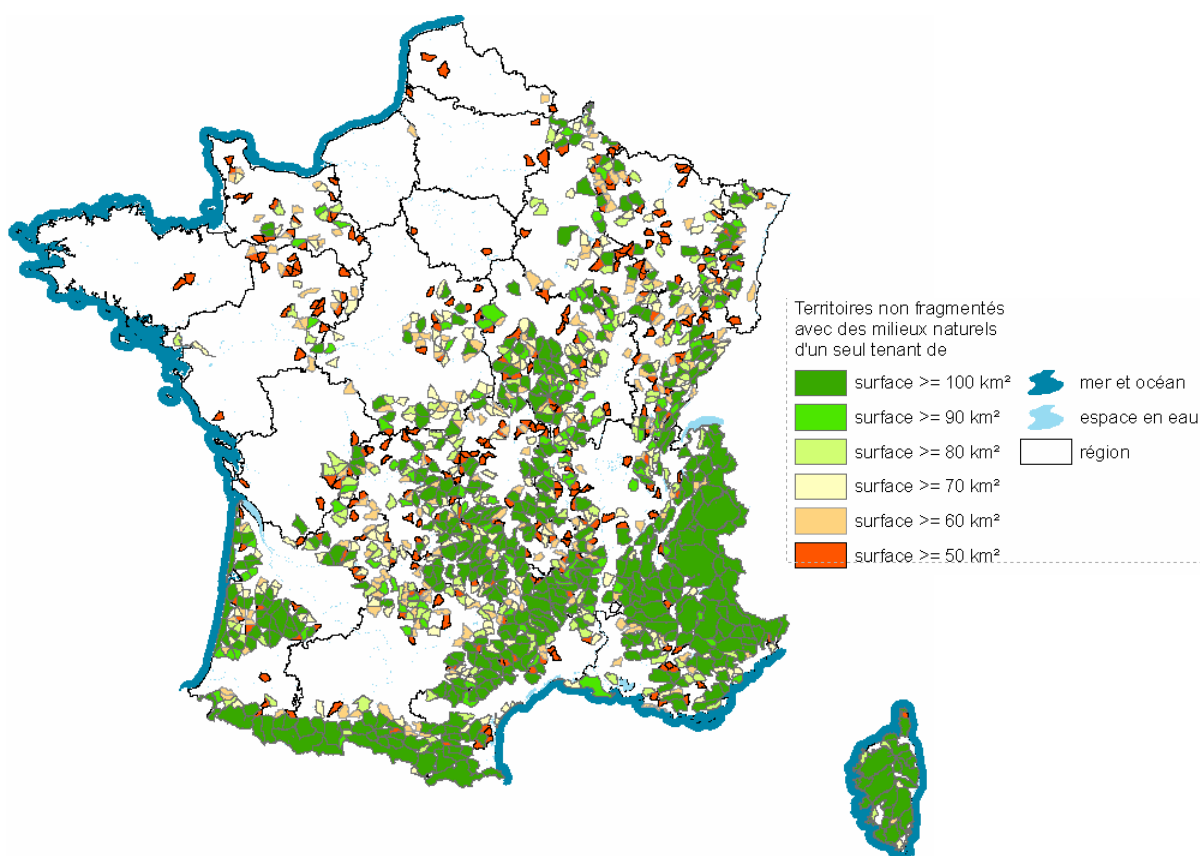 Territoires non fragmentés
avec des milieux naturels
d'un seul tenant de
surface >= 100 km²
surface >= 90 km²
surface >= 80 km²
surface >= 70 km²
surface >= 60 km²
surface >= 50 km²
mer et océan
espace en eau
région